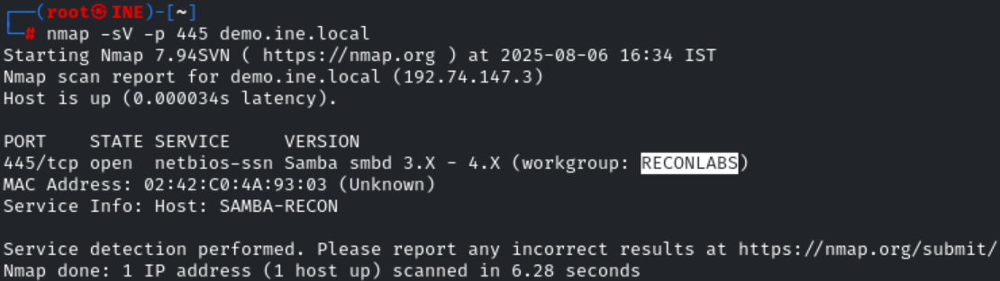 ┌──(root㉿INE)-[~]
└─# nmap -sV -p 445 demo.ine.local
Starting Nmap 7.94SVN ( https://nmap.org ) at 2025-08-06 16:34 IST
Nmap scan report for demo.ine.local (192.74.147.3)
Host is up (0.000034s latency).

PORT    STATE SERVICE     VERSION
445/tcp open  netbios-ssn Samba smbd 3.X - 4.X (workgroup: RECONLABS)
MAC Address: 02:42:C0:4A:93:03 (Unknown)
Service Info: Host: SAMBA-RECON

Service detection performed. Please report any incorrect results at https://nmap.org/submit/
Nmap done: 1 IP address (1 host up) scanned in 6.28 seconds